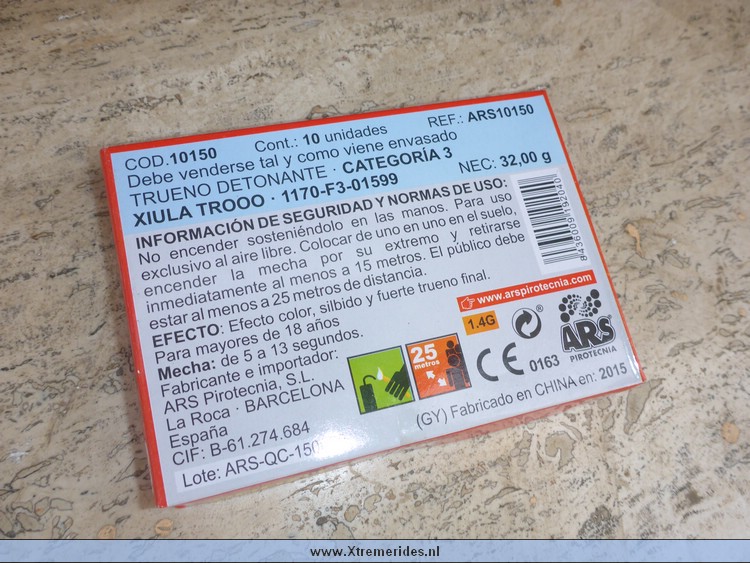 COD.10150 Cont.: 10 unidades REF.: ARS10150
Debe venderse tal y como viene envasado
TRUENO DETONANTE · CATEGORÍA 3 NEC: 32,00 g
XIULA TROOO · 1170-F3-01599
INFORMACIÓN DE SEGURIDAD Y NORMAS DE USO:
No encender sosteniéndolo en las manos. Para uso
exclusivo al aire libre. Colocar de uno en uno en el suelo,
encender la mecha por su extremo y retirarse
inmediatamente al menos a 15 metros. El público debe
estar al menos a 25 metros de distancia.
EFECTO: Efecto color, silbido y fuerte trueno final.
Para mayores de 18 años
Mecha: de 5 a 13 segundos.
Fabricante e importador:
ARS Pirotecnia, S.L.
La Roca · BARCELONA
España
CIF: B-61.274.684
Lote: ARS-QC-150
8436009192040
www.arspirotecnia.com
1.4G
ARS
PIROTECNIA
25
metros
CE 0163
(GY) Fabricado en CHINA en: 2015
www.Xtremerides.nl